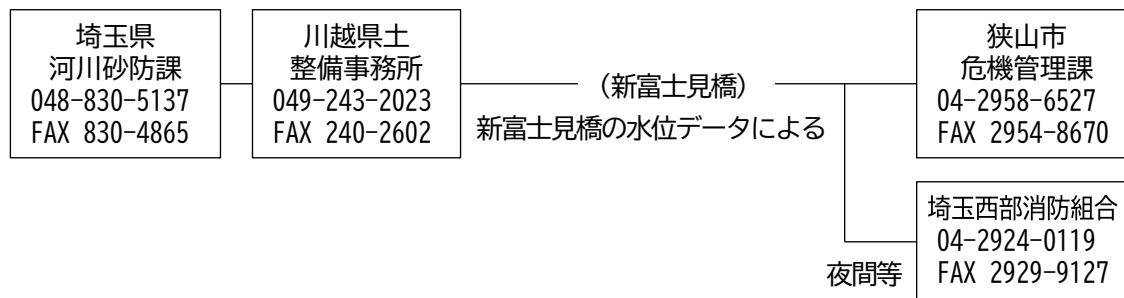 埼玉県
河川砂防課
048-830-5137
FAX 830-4865
川越県土
整備事務所
049-243-2023
FAX 240-2602
(新富士見橋)
新富士見橋の水位データによる
狭山市
危機管理課
04-2958-6527
FAX 2954-8670
埼玉西部消防組合
04-2924-0119
FAX 2929-9127
夜間等